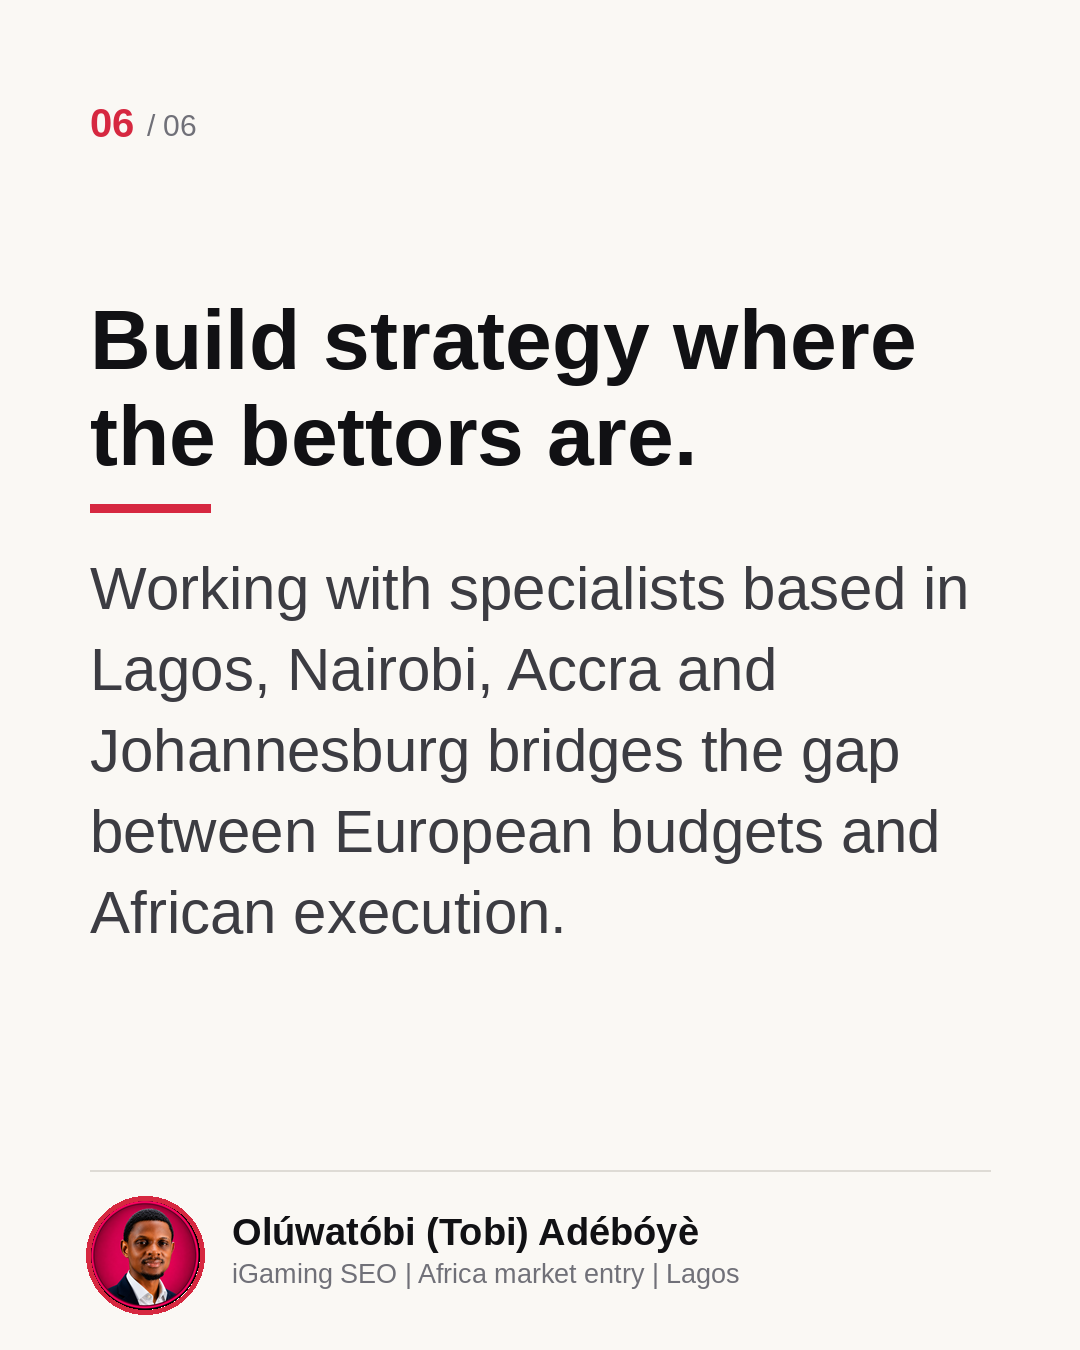 06 / 06
Build strategy where
the bettors are.
Working with specialists based in
Lagos, Nairobi, Accra and
Johannesburg bridges the gap
between European budgets and
African execution.
Olúwatóbi (Tobi) Adébóyè
iGaming SEO | Africa market entry | Lagos